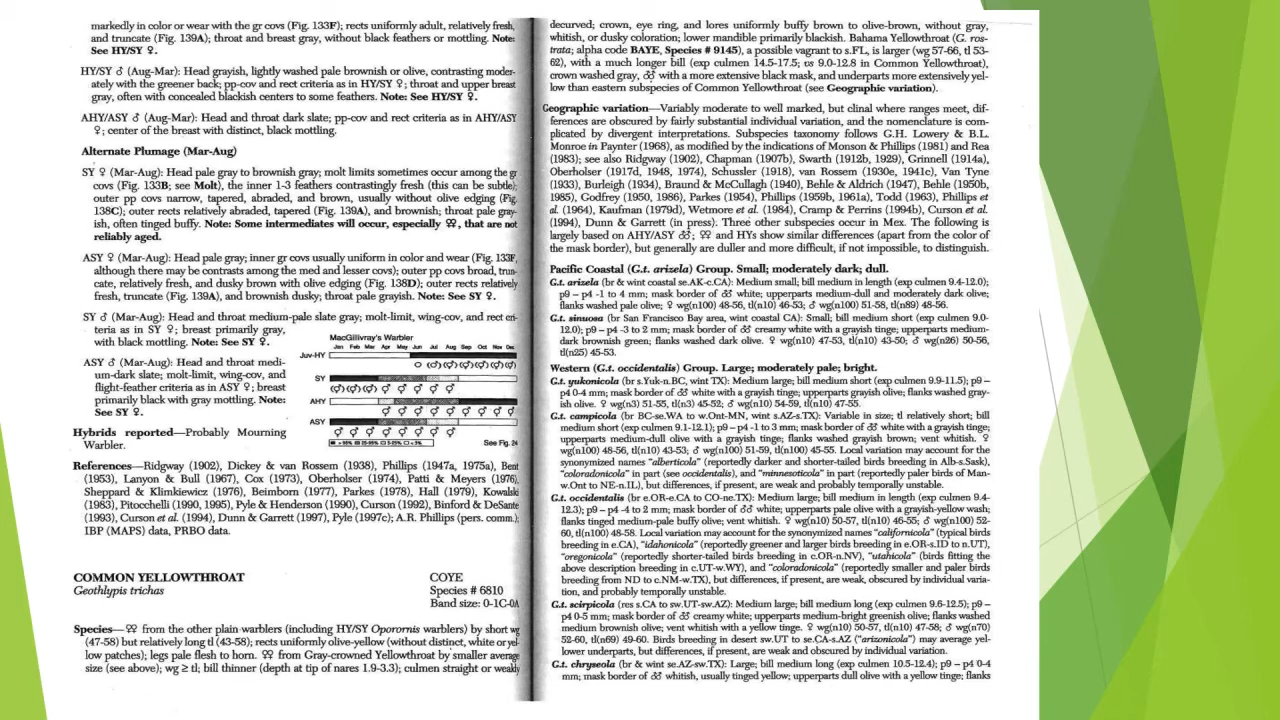 markedly in color or wear with the gr covs (Fig. 133F); rects uniformly adult, relatively fresh,
and truncate (Fig. 139A); throat and breast gray, without black feathers or mottling. Note:
See HY/SY ♀.
HY/SY ♂ (Aug-Mar): Head grayish, lightly washed pale brownish or olive, contrasting moder-
ately with the greener back; pp-cov and rect criteria as in HY/SY ♀; throat and upper breast
gray, often with concealed blackish centers to some feathers. Note: See HY/SY ♀.
AHY/ASY ♂ (Aug-Mar): Head and throat dark slate; pp-cov and rect criteria as in AHY/ASY
♀; center of the breast with distinct, black mottling.
Alternate Plumage (Mar-Aug)
SY ♀ (Mar-Aug): Head pale gray to brownish gray; molt limits sometimes occur among the gr
covs (Fig. 133B; see Molt), the inner 1-3 feathers contrastingly fresh (this can be subtle);
outer pp covs narrow, tapered, abraded, and brown, usually without olive edging (Fig.
138C); outer rects relatively abraded, tapered (Fig. 139A), and brownish; throat pale gray-
ish, often tinged buffy. Note: Some intermediates will occur, especially ♀♀, that are not
reliably aged.
ASY ♀ (Mar-Aug): Head pale gray; inner gr covs usually uniform in color and wear (Fig. 133F,
although there may be contrasts among the med and lesser covs); outer pp covs broad, trun-
cate, relatively fresh, and dusky brown with olive edging (Fig. 138D); outer rects relatively
fresh, truncate (Fig. 139A), and brownish dusky; throat pale grayish. Note: See SY ♀.
SY ♂ (Mar-Aug): Head and throat medium-pale slate gray; molt-limit, wing-cov, and rect cri-
teria as in SY ♀; breast primarily gray,
with black mottling. Note: See SY ♀.
ASY ♂ (Mar-Aug): Head and throat medi-
um-dark slate; molt-limit, wing-cov, and
flight-feather criteria as in ASY ♀; breast
primarily black with gray mottling. Note:
See SY ♀.
MacGillivray's Warbler
Jan Feb Mar Apr May Jun Jul Aug Sep Oct Nov Dec
Juv-HY
SY
AHY
ASY
See Fig. 24
Hybrids reported—Probably Mourning
Warbler.
References—Ridgway (1902), Dickey & van Rossem (1938), Phillips (1947a, 1975a), Bent
(1953), Lanyon & Bull (1967), Cox (1973), Oberholser (1974), Patti & Meyers (1976),
Sheppard & Klimkiewicz (1976), Beimborn (1977), Parkes (1978), Hall (1979), Kowalski
(1983), Pitocchelli (1990, 1995), Pyle & Henderson (1990), Curson (1992), Binford & DeSante
(1993), Curson et al. (1994), Dunn & Garrett (1997), Pyle (1997c); A.R. Phillips (pers. comm.);
IBP (MAPS) data, PRBO data.
COMMON YELLOWTHROAT COYE
Geothlypis trichas Species # 6810
Band size: 0-1C-0A
Species—♀♀ from the other plain warblers (including HY/SY Oporornis warblers) by short wg
(47-58) but relatively long tl (43-58); rects uniformly olive-yellow (without distinct, white or yel-
low patches); legs pale flesh to horn. ♀♀ from Gray-crowned Yellowthroat by smaller average
size (see above); wg ≥ tl; bill thinner (depth at tip of nares 1.9-3.3); culmen straight or weakly
decurved; crown, eye ring, and lores uniformly buffy brown to olive-brown, without gray,
whitish, or dusky coloration; lower mandible primarily blackish. Bahama Yellowthroat (G. ros-
trata; alpha code BAYE, Species # 9145), a possible vagrant to s.FL, is larger (wg 57-66, tl 53-
62), with a much longer bill (exp culmen 14.5-17.5; vs 9.0-12.8 in Common Yellowthroat),
crown washed gray, ♂♂ with a more extensive black mask, and underparts more extensively yel-
low than eastern subspecies of Common Yellowthroat (see Geographic variation).
Geographic variation—Variably moderate to well marked, but clinal where ranges meet, dif-
ferences are obscured by fairly substantial individual variation, and the nomenclature is com-
plicated by divergent interpretations. Subspecies taxonomy follows G.H. Lowery & B.L.
Monroe in Paynter (1968), as modified by the indications of Monson & Phillips (1981) and Rea
(1983); see also Ridgway (1902), Chapman (1907b), Swarth (1912b, 1929), Grinnell (1914a),
Oberholser (1917d, 1948, 1974), Schussler (1918), van Rossem (1930e, 1941c), Van Tyne
(1933), Burleigh (1934), Braund & McCullagh (1940), Behle & Aldrich (1947), Behle (1950b,
1985), Godfrey (1950, 1986), Parkes (1954), Phillips (1959b, 1961a), Todd (1963), Phillips et
al. (1964), Kaufman (1979d), Wetmore et al. (1984), Cramp & Perrins (1994b), Curson et al.
(1994), Dunn & Garrett (in press). Three other subspecies occur in Mex. The following is
largely based on AHY/ASY ♂♂; ♀♀ and HYs show similar differences (apart from the color of
the mask border), but generally are duller and more difficult, if not impossible, to distinguish.
Pacific Coastal (G.t. arizela) Group. Small; moderately dark; dull.
G.t. arizela (br & wint coastal se.AK-c.CA): Medium small; bill medium in length (exp culmen 9.4-12.0);
p9 – p4 -1 to 4 mm; mask border of ♂♂ white; upperparts medium-dull and moderately dark olive;
flanks washed pale olive; ♀ wg(n100) 48-56, tl(n10) 46-53; ♂ wg(n100) 51-58, tl(n89) 48-56.
G.t. sinuosa (br San Francisco Bay area, wint coastal CA): Small; bill medium short (exp culmen 9.0-
12.0); p9 – p4 -3 to 2 mm; mask border of ♂♂ creamy white with a grayish tinge; upperparts medium-
dark brownish green; flanks washed dark olive. ♀ wg(n10) 47-53, tl(n10) 43-50; ♂ wg(n26) 50-56,
tl(n25) 45-53.
Western (G.t. occidentalis) Group. Large; moderately pale; bright.
G.t. yukonicola (br s.Yuk-n.BC, wint TX): Medium large; bill medium short (exp culmen 9.9-11.5); p9 –
p4 0-4 mm; mask border of ♂♂ white with a grayish tinge; upperparts grayish olive; flanks washed gray-
ish olive. ♀ wg(n3) 51-55, tl(n3) 45-52; ♂ wg(n10) 54-59, tl(n10) 47-55.
G.t. campicola (br BC-se.WA to w.Ont-MN, wint s.AZ-s.TX): Variable in size; tl relatively short; bill
medium short (exp culmen 9.1-12.1); p9 – p4 -1 to 3 mm; mask border of ♂♂ white with a grayish tinge;
upperparts medium-dull olive with a grayish tinge; flanks washed grayish brown; vent whitish. ♀
wg(n100) 48-56, tl(n10) 43-53; ♂ wg(n100) 51-59, tl(n100) 45-55. Local variation may account for the
synonymized names "alberticola" (reportedly darker and shorter-tailed birds breeding in Alb-s.Sask),
"coloradonicola" in part (see occidentalis), and "minnesoticola" in part (reportedly paler birds of Man-
w.Ont to NE-n.IL), but differences, if present, are weak and probably temporally unstable.
G.t. occidentalis (br e.OR-e.CA to CO-ne.TX): Medium large; bill medium in length (exp culmen 9.4-
12.3); p9 – p4 -4 to 2 mm; mask border of ♂♂ white; upperparts pale olive with a grayish-yellow wash;
flanks tinged medium-pale buffy olive; vent whitish. ♀ wg(n10) 50-57, tl(n10) 46-55; ♂ wg(n100) 52-
60, tl(n100) 48-58. Local variation may account for the synonymized names "californicola" (typical birds
breeding in e.CA), "idahonicola" (reportedly greener and larger birds breeding in e.OR-s.ID to n.UT),
"oregonicola" (reportedly shorter-tailed birds breeding in c.OR-n.NV), "utahicola" (birds fitting the
above description breeding in c.UT-w.WY), and "coloradonicola" (reportedly smaller and paler birds
breeding from ND to c.NM-w.TX), but differences, if present, are weak, obscured by individual varia-
tion, and probably temporally unstable.
G.t. scirpicola (res s.CA to sw.UT-sw.AZ): Medium large; bill medium long (exp culmen 9.6-12.5); p9 –
p4 0-5 mm; mask border of ♂♂ creamy white; upperparts medium-bright greenish olive; flanks washed
medium brownish olive; vent whitish with a yellow tinge. ♀ wg(n10) 50-57, tl(n10) 47-58; ♂ wg(n70)
52-60, tl(n69) 49-60. Birds breeding in desert sw.UT to se.CA-s.AZ ("arizonicola") may average yel-
lower underparts, but differences, if present, are weak and obscured by individual variation.
G.t. chryseola (br & wint se.AZ-sw.TX): Large; bill medium long (exp culmen 10.5-12.4); p9 – p4 0-4
mm; mask border of ♂♂ whitish, usually tinged yellow; upperparts dull olive with a yellow tinge; flanks